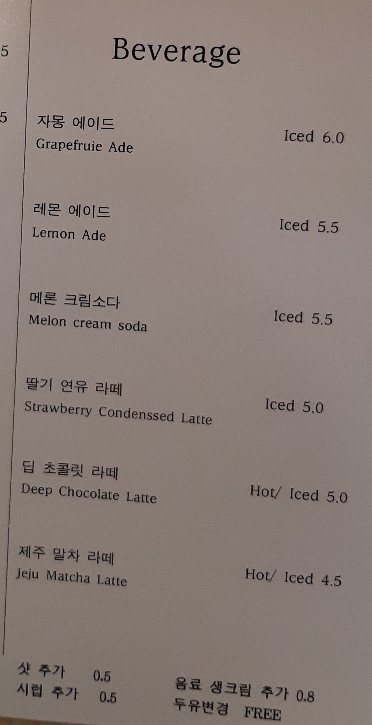 5
Beverage
5
자몽 에이드
Grapefruie Ade
Iced 6.0
레몬 에이드
Lemon Ade
Iced 5.5
메론 크림소다
Melon cream soda
Iced 5.5
딸기 연유 라떼
Strawberry Condenssed Latte
Iced 5.0
딥 초콜릿 라떼
Deep Chocolate Latte
Hot/ Iced 5.0
제주 말차 라떼
Jeju Matcha Latte
Hot/ Iced 4.5
샷 추가 0.5
시럽 추가 0.5
음료 생크림 추가 0.8
두유변경 FREE